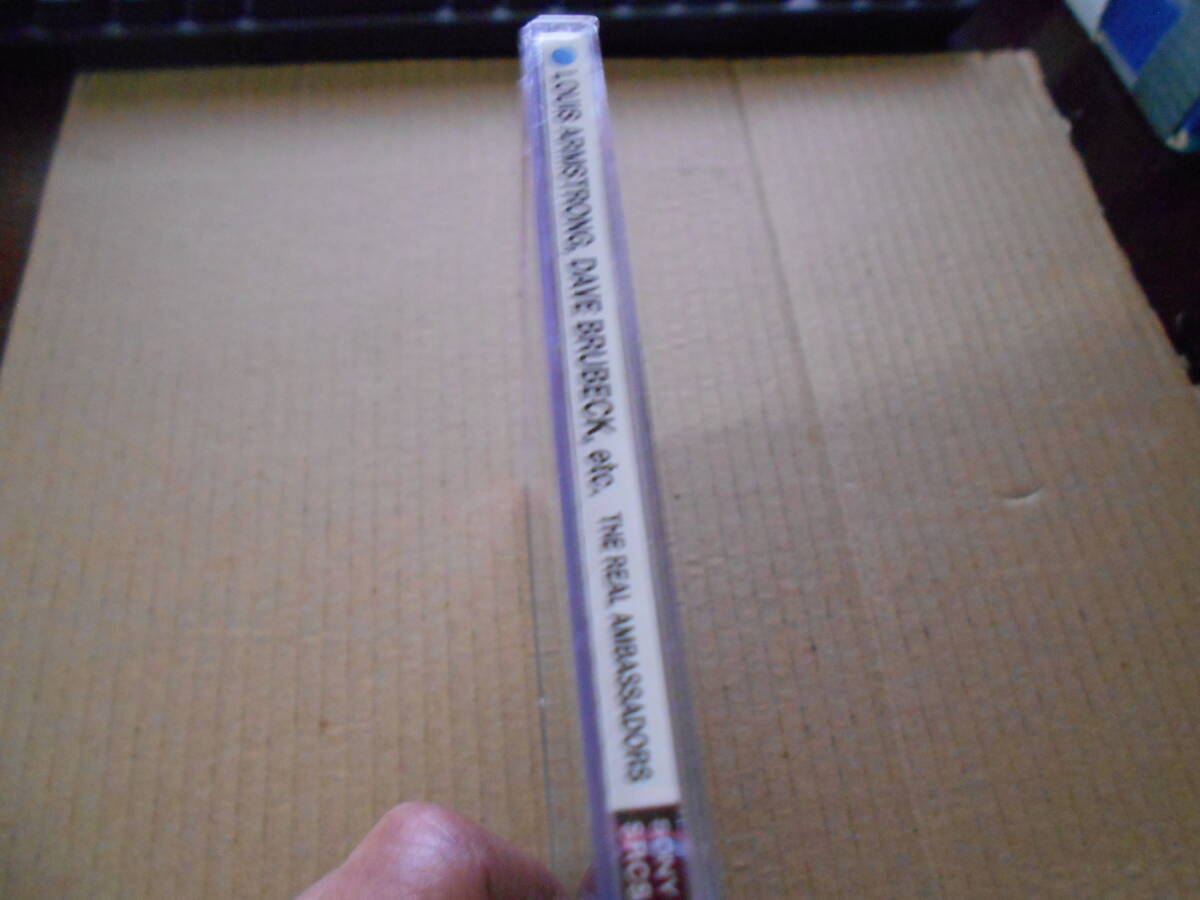 LOUIS ARMSTRONG, DAVE BRUBECK, etc. THE REAL AMBASSADORS
SONY
SRCS